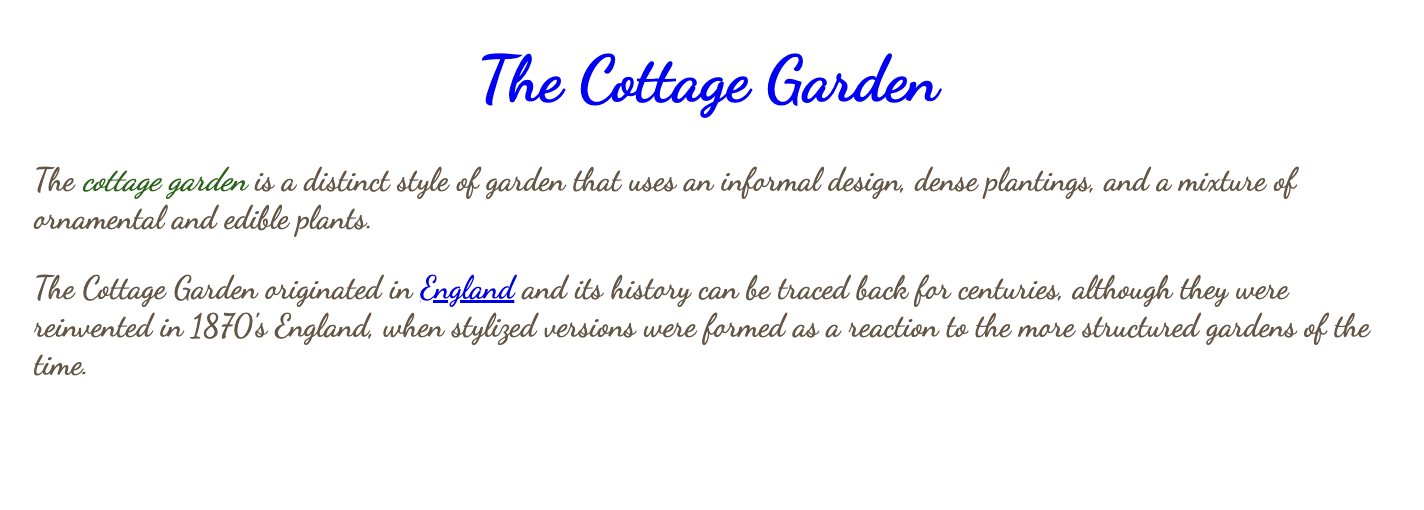 The Cottage Garden
The cottage garden is a distinct style of garden that uses an informal design, dense plantings, and a mixture of
ornamental and edible plants.
The Cottage Garden originated in England and its history can be traced back for centuries, although they were
reinvented in 1870's England, when stylized versions were formed as a reaction to the more structured gardens of the
time.